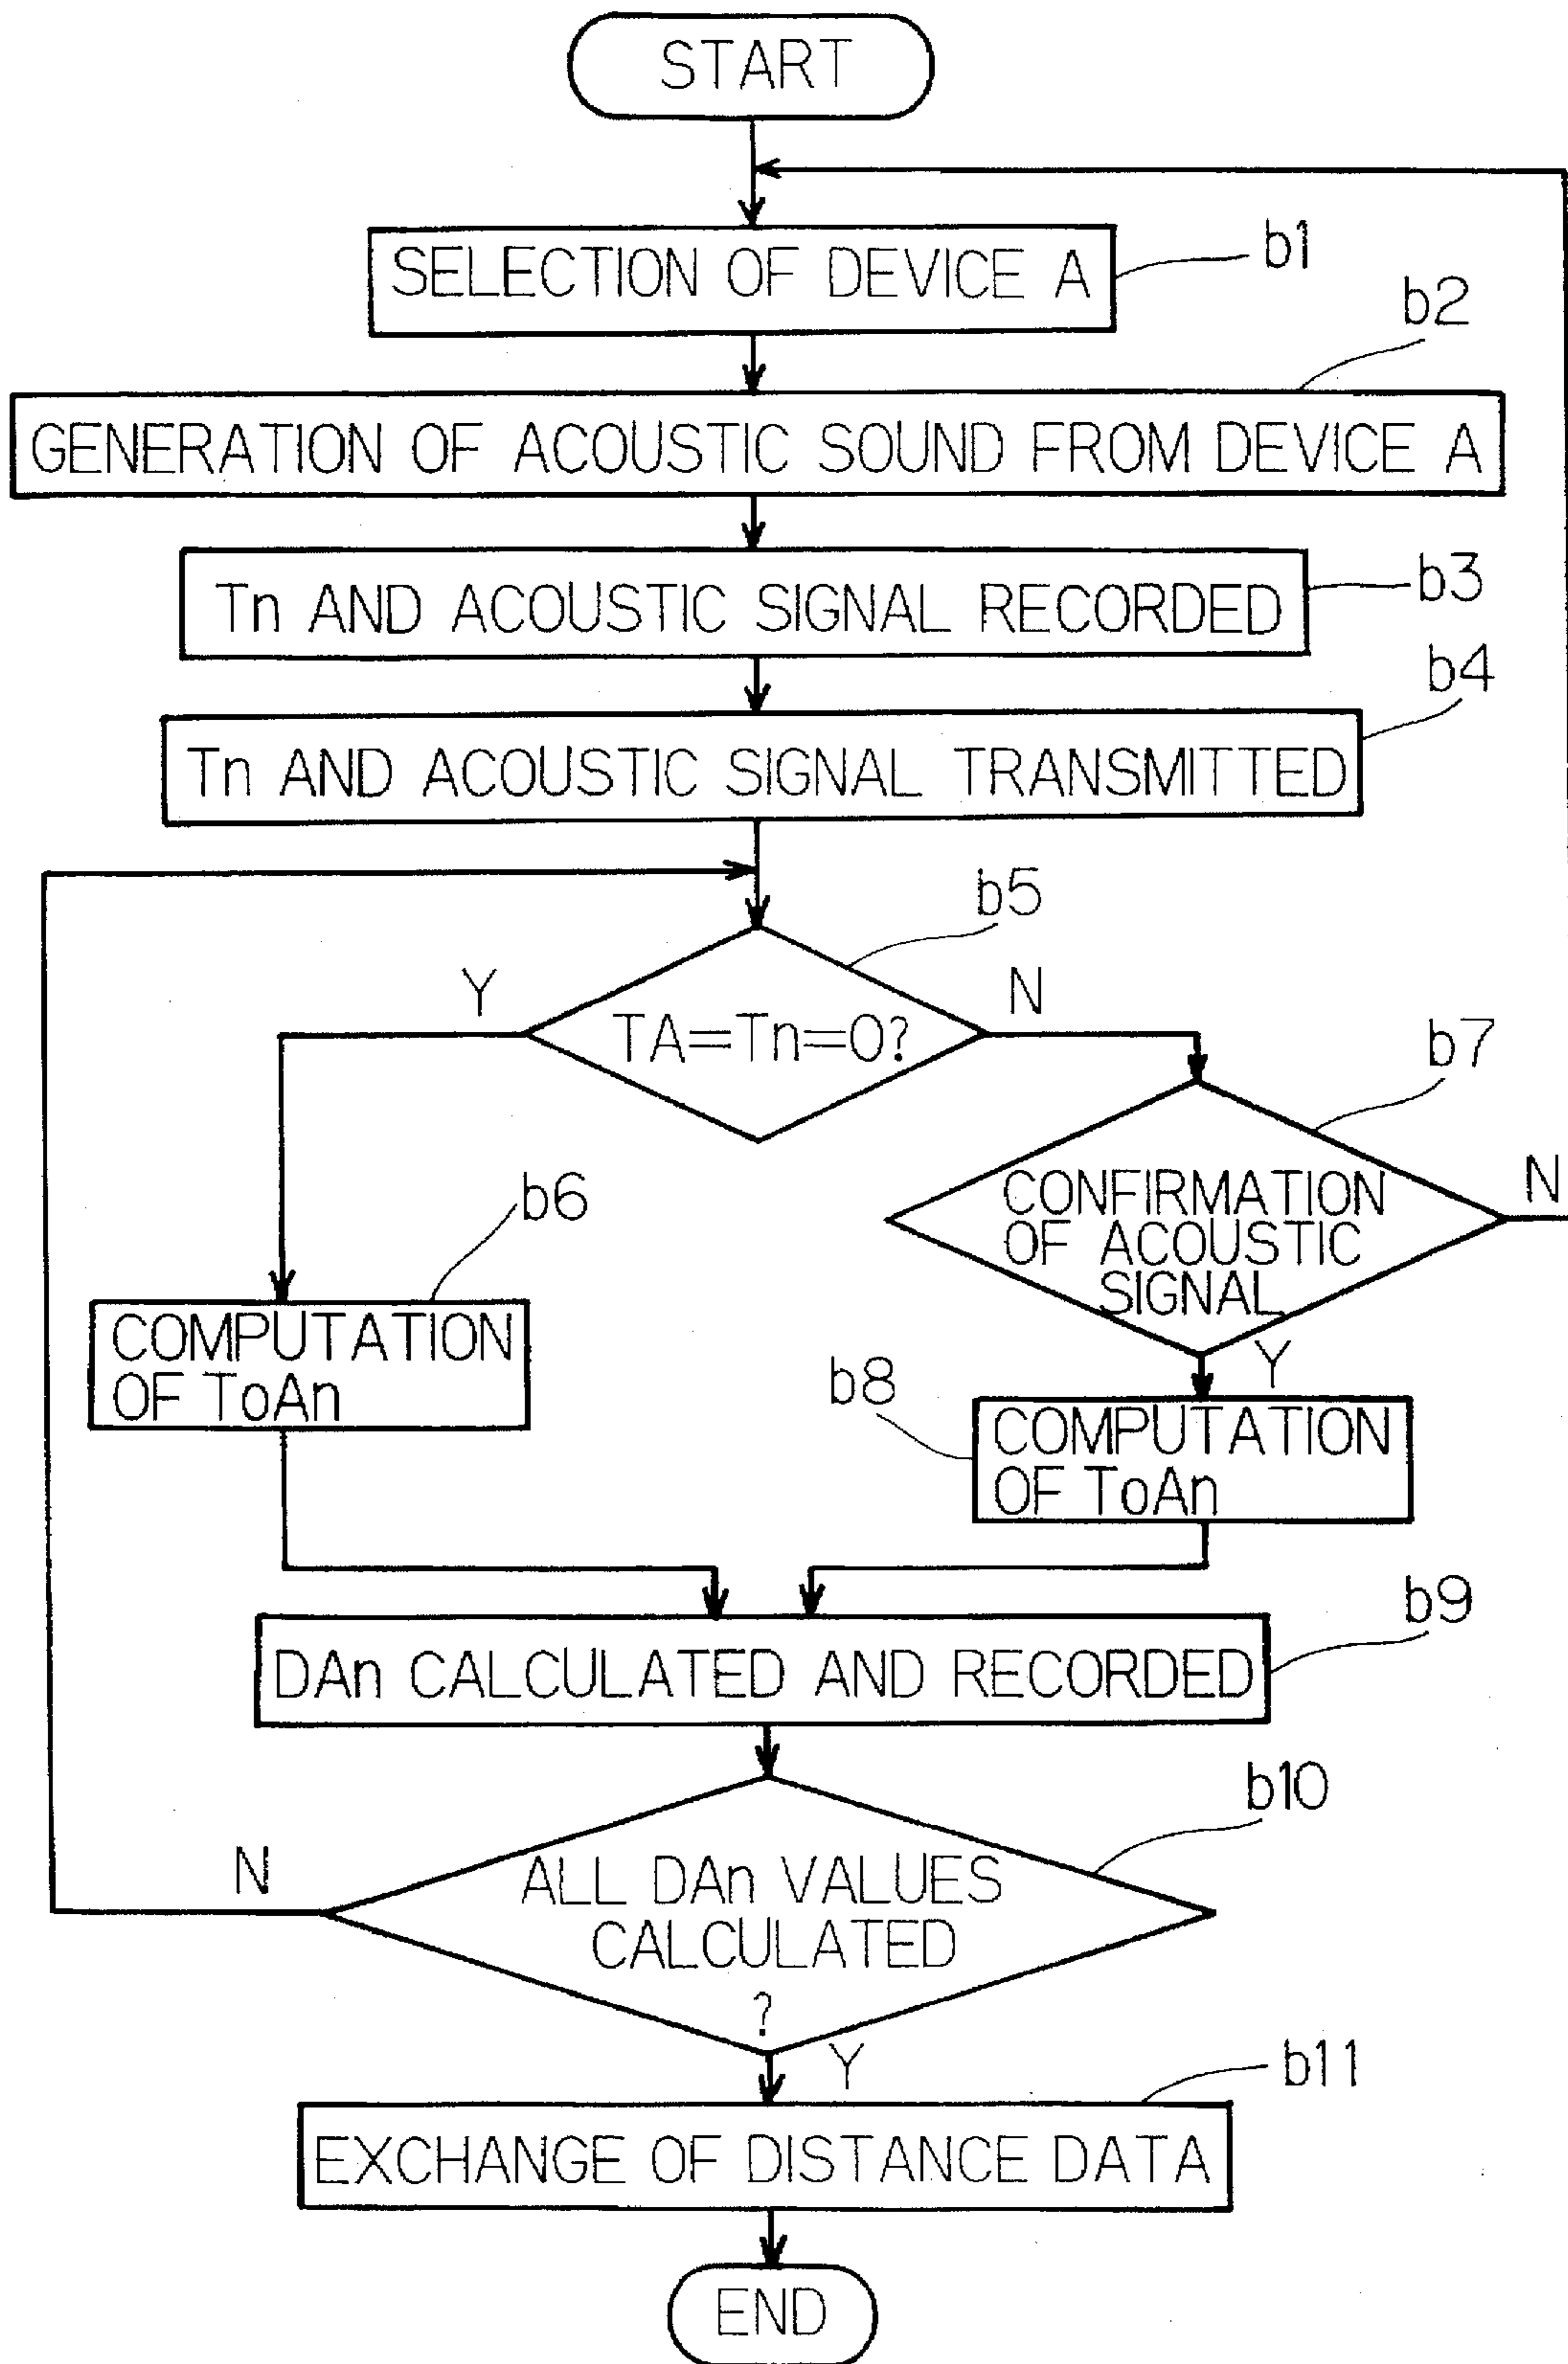 START
SELECTION OF DEVICE A
b1
b2
GENERATION OF ACOUSTIC SOUND FROM DEVICE A
Tn AND ACOUSTIC SIGNAL RECORDED
b3
b4
Tn AND ACOUSTIC SIGNAL TRANSMITTED
b5
Y
N
TA=Tn=0?
b7
CONFIRMATION
OF ACOUSTIC
SIGNAL
N
b6
COMPUTATION
OF ToAn
Y
b8
COMPUTATION
OF ToAn
b9
DAn CALCULATED AND RECORDED
b10
N
ALL DAn VALUES
CALCULATED
?
Y
b11
EXCHANGE OF DISTANCE DATA
END